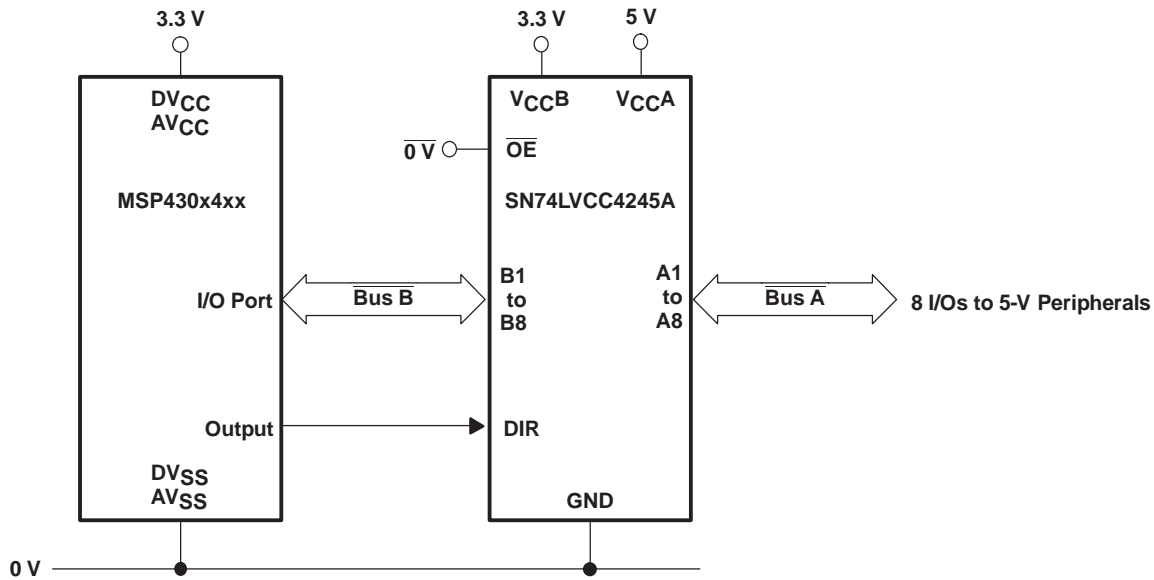 3.3 V
3.3 V
5 V
DVCC
AVCC
VCCB
VCCA
0 V
OE
MSP430x4xx
SN74LVCC4245A
I/O Port
Bus B
B1
to
B8
A1
to
A8
Bus A
8 I/Os to 5-V Peripherals
Output
DIR
DVSS
AVSS
GND
0 V